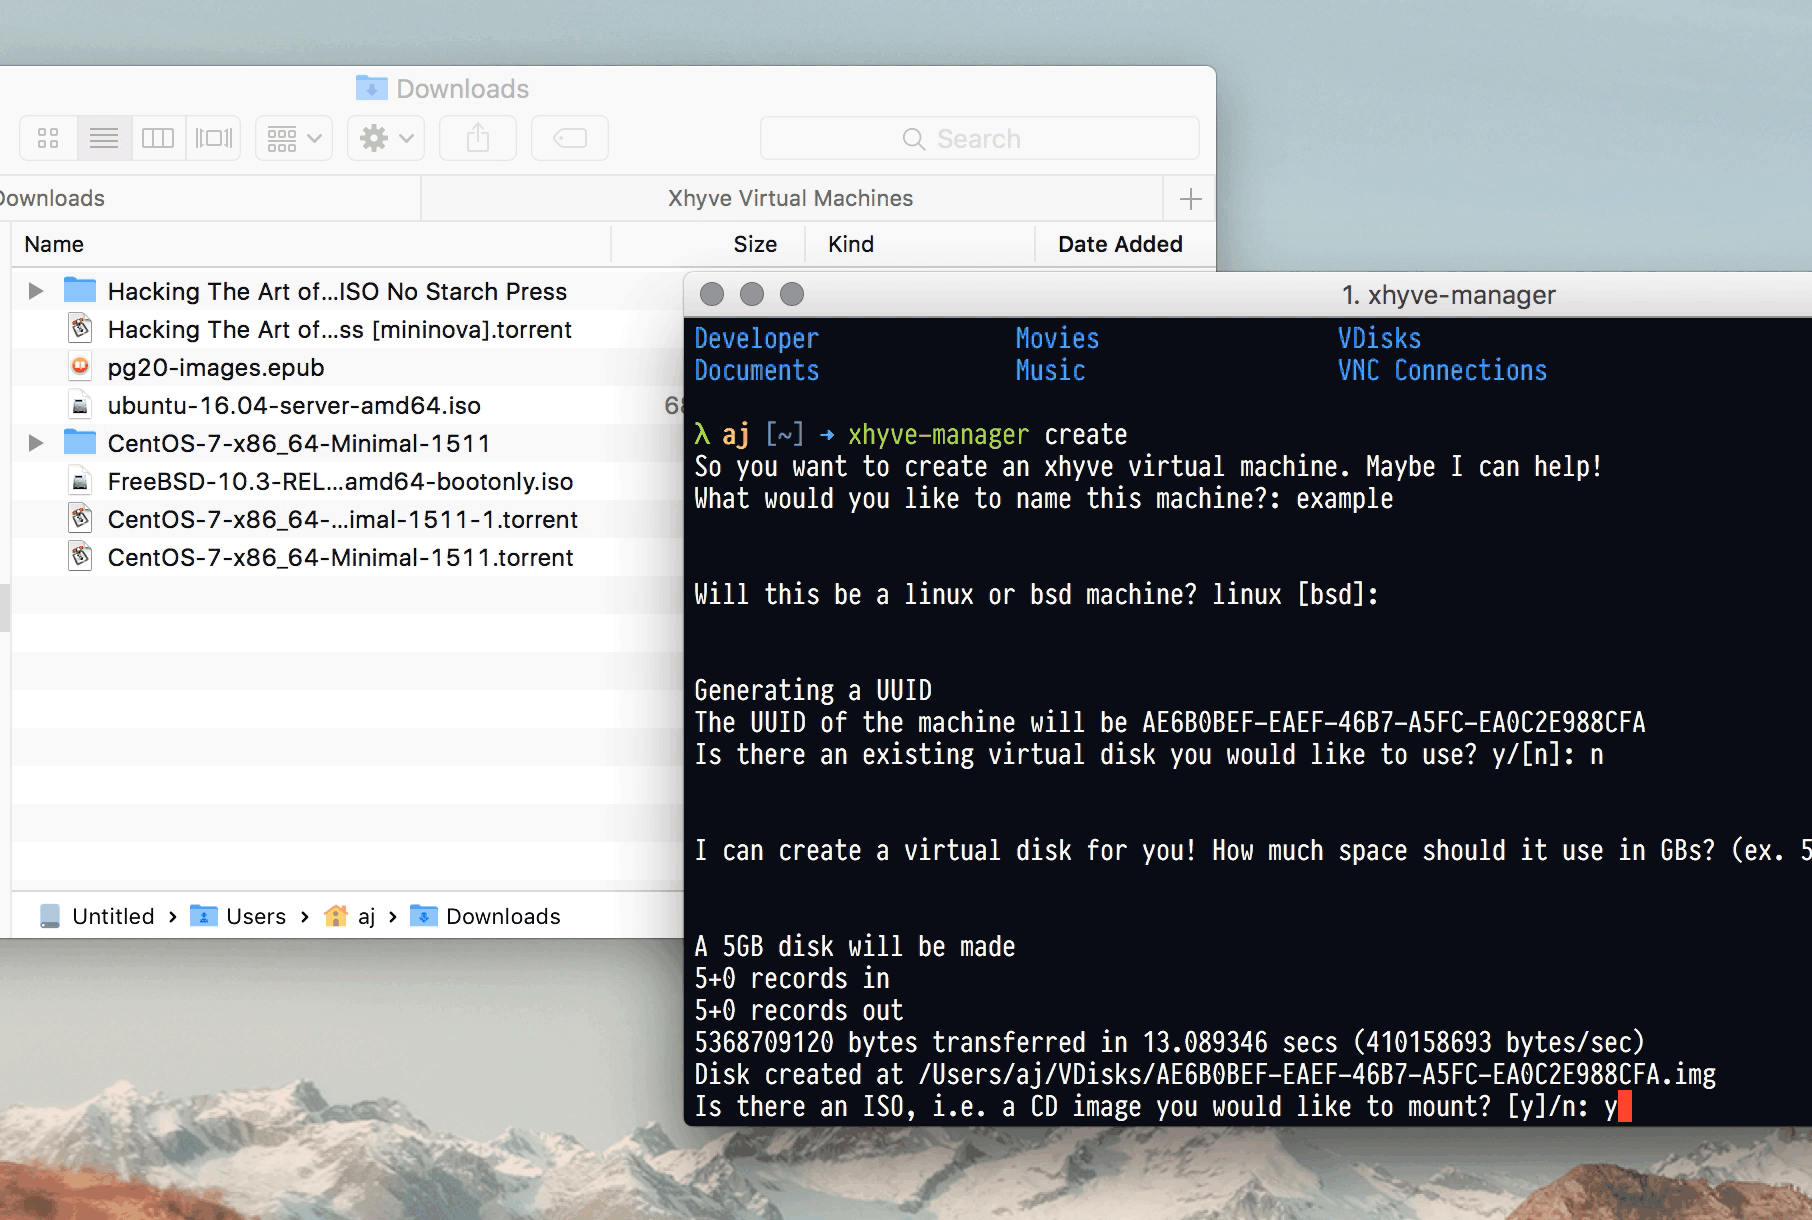 Downloads
Search
Downloads
Xhyve Virtual Machines
Name Size Kind Date Added
Hacking The Art of...ISO No Starch Press
Hacking The Art of...ss [mininova].torrent
pg20-images.epub
ubuntu-16.04-server-amd64.iso
CentOS-7-x86_64-Minimal-1511
FreeBSD-10.3-REL...amd64-bootonly.iso
CentOS-7-x86_64-...imal-1511-1.torrent
CentOS-7-x86_64-Minimal-1511.torrent
Untitled › Users › aj › Downloads
1. xhyve-manager
Developer Movies VDisks
Documents Music VNC Connections
λ aj [~] → xhyve-manager create
So you want to create an xhyve virtual machine. Maybe I can help!
What would you like to name this machine?: example
Will this be a linux or bsd machine? linux [bsd]:
Generating a UUID
The UUID of the machine will be AE6B0BEF-EAEF-46B7-A5FC-EA0C2E988CFA
Is there an existing virtual disk you would like to use? y/[n]: n
I can create a virtual disk for you! How much space should it use in GBs? (ex. 5
A 5GB disk will be made
5+0 records in
5+0 records out
5368709120 bytes transferred in 13.089346 secs (410158693 bytes/sec)
Disk created at /Users/aj/VDisks/AE6B0BEF-EAEF-46B7-A5FC-EA0C2E988CFA.img
Is there an ISO, i.e. a CD image you would like to mount? [y]/n: y